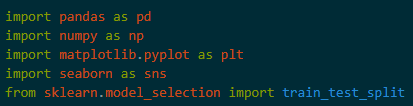 import pandas as pd
import numpy as np
import matplotlib.pyplot as plt
import seaborn as sns
from sklearn.model_selection import train_test_split